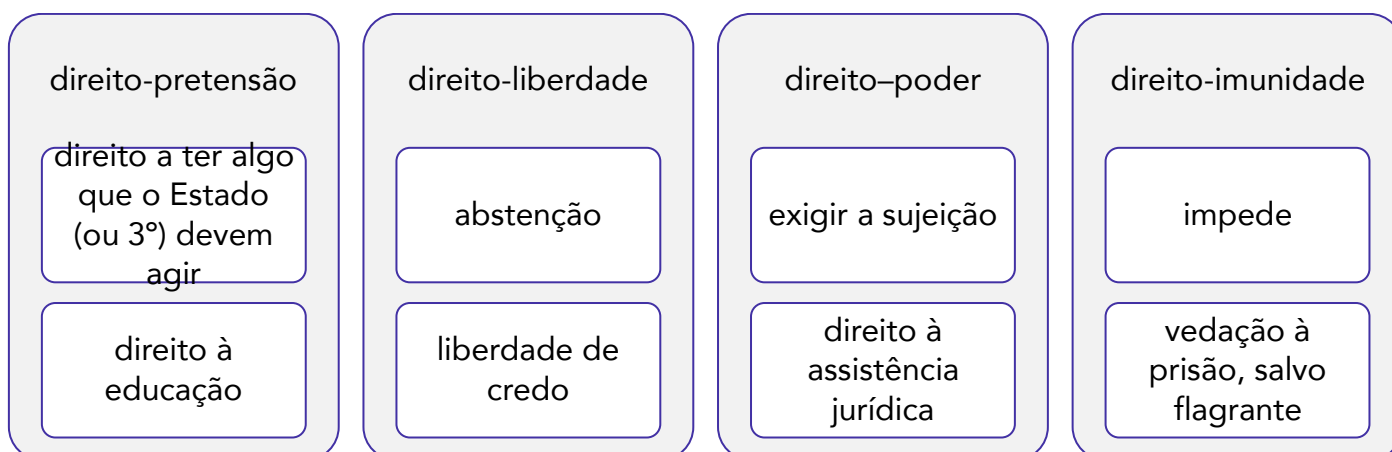 direito-pretensão
direito a ter algo
que o Estado
(ou 3º) devem
agir
direito à
educação
direito-liberdade
abstenção
liberdade de
credo
direito–poder
exigir a sujeição
direito à
assistência
jurídica
direito-imunidade
impede
vedação à
prisão, salvo
flagrante